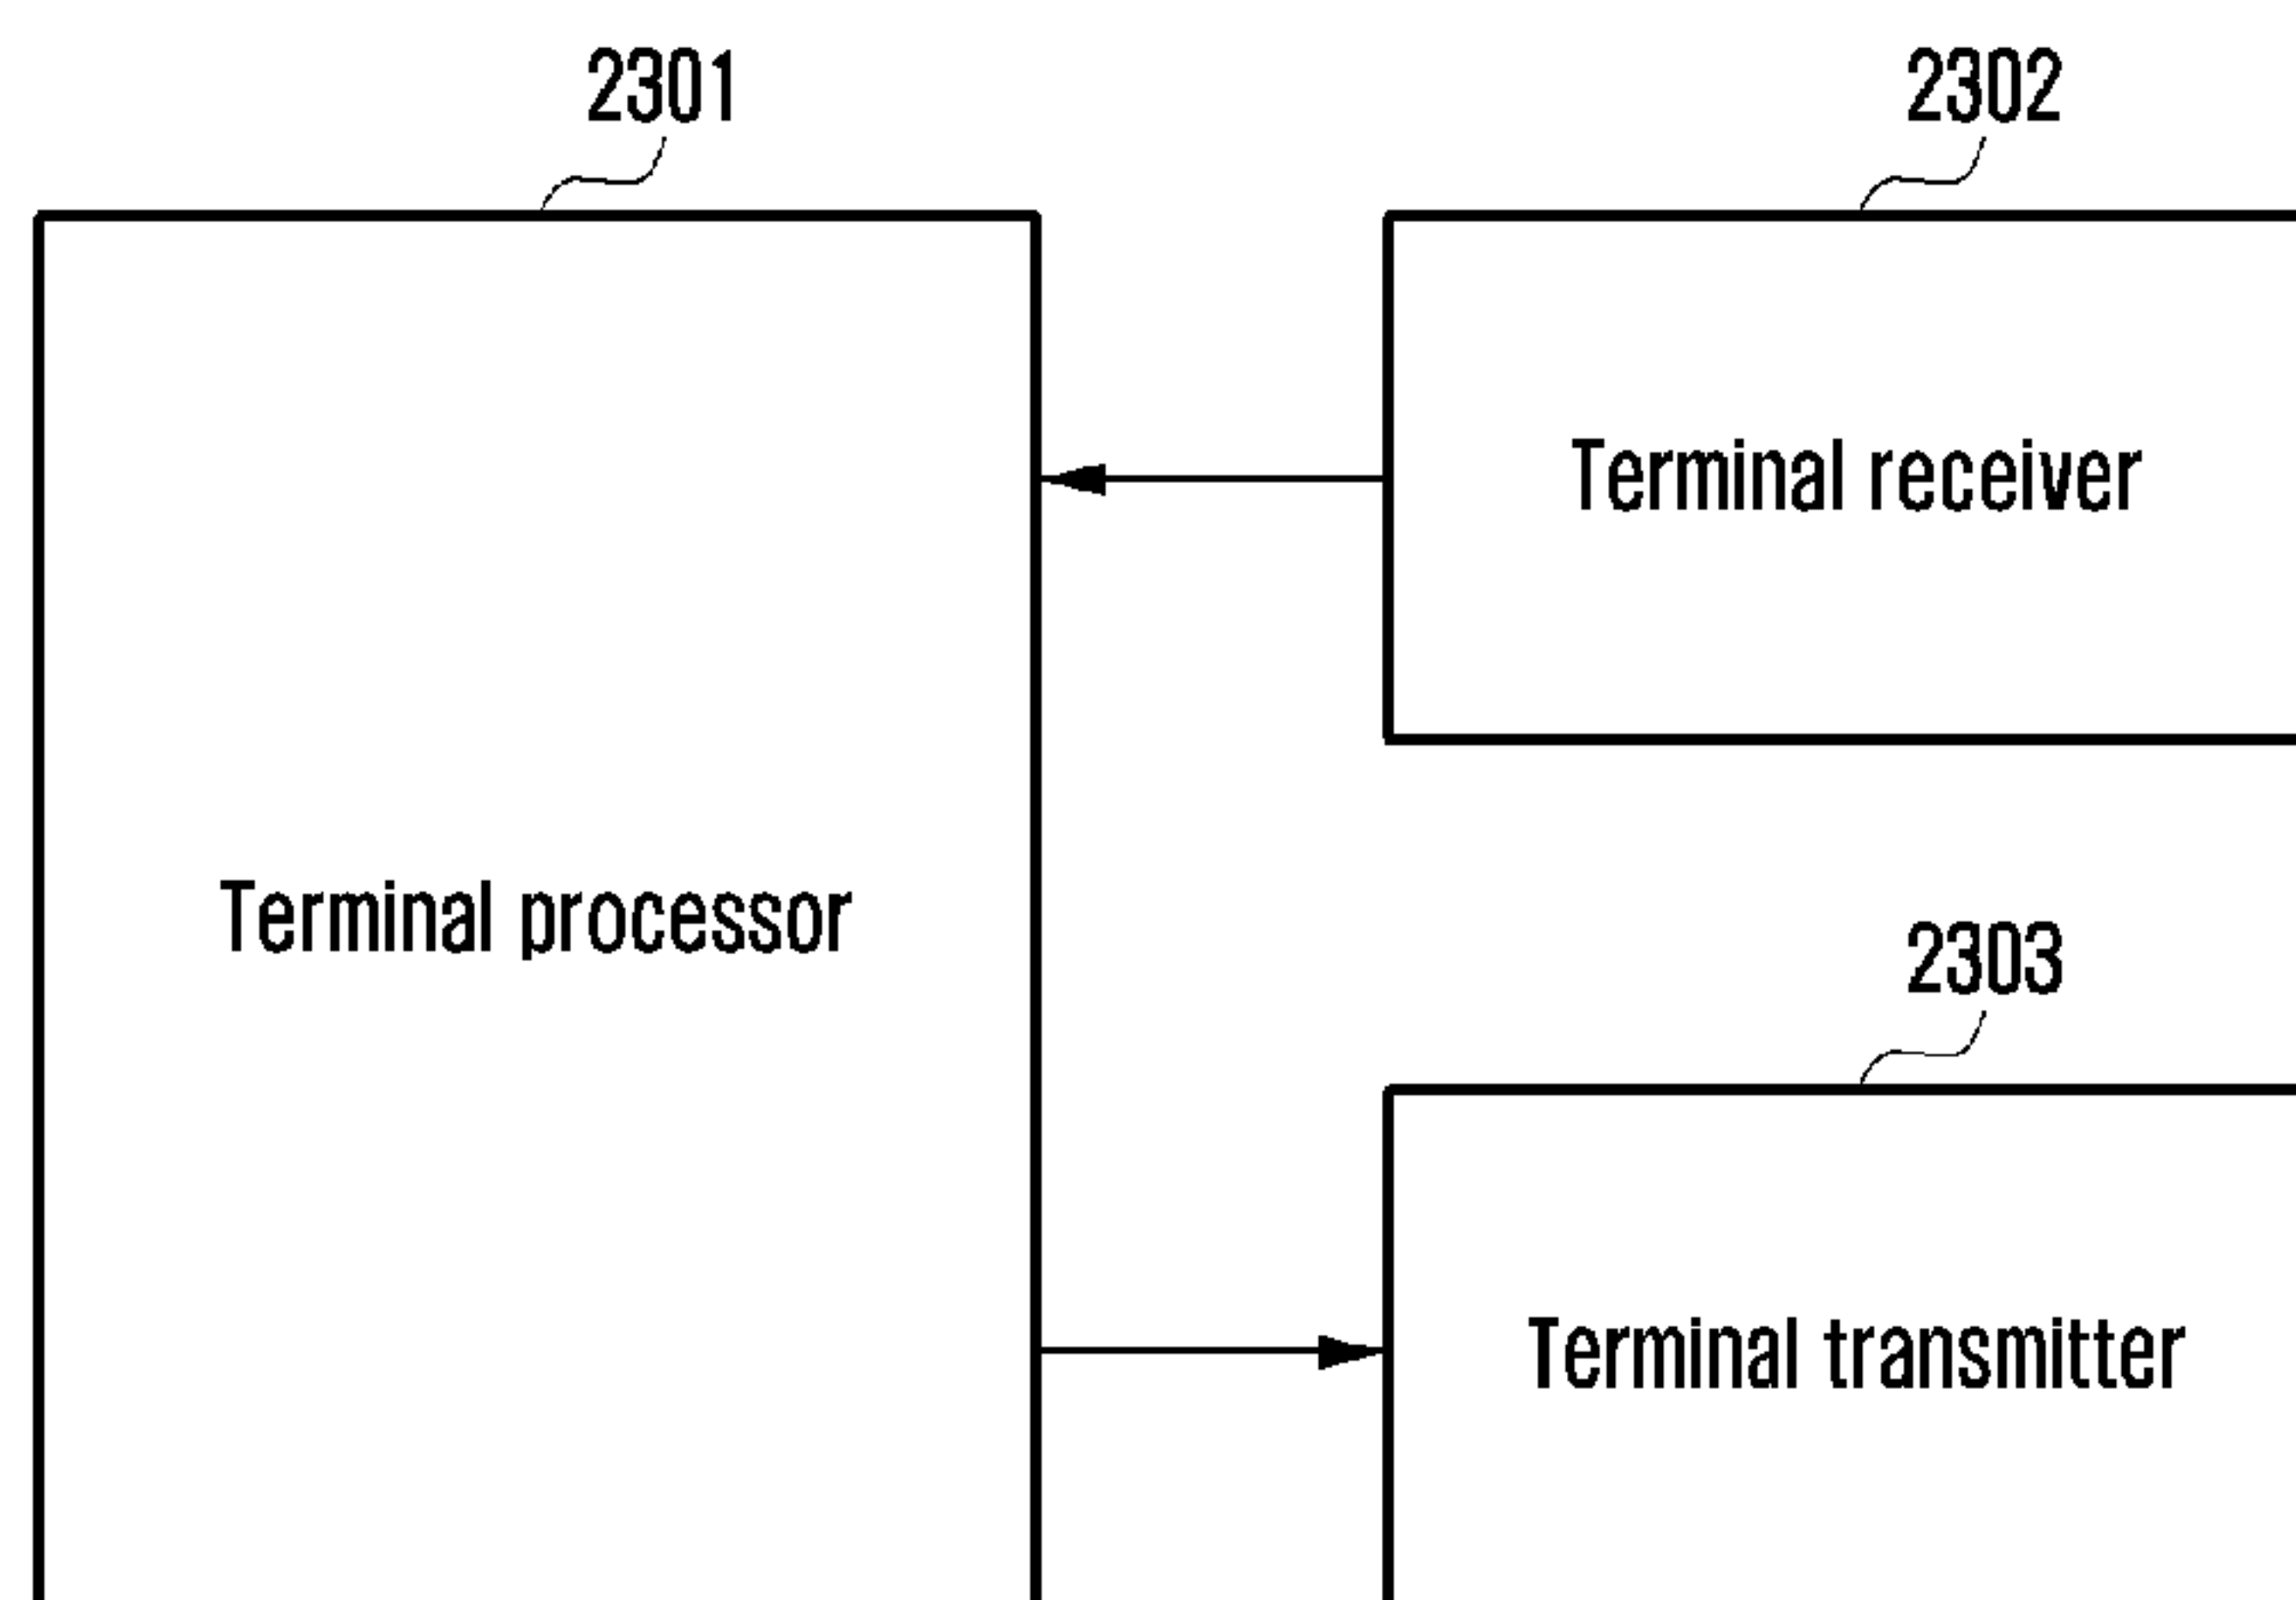 2301
2302
Terminal receiver
Terminal processor
2303
Terminal transmitter